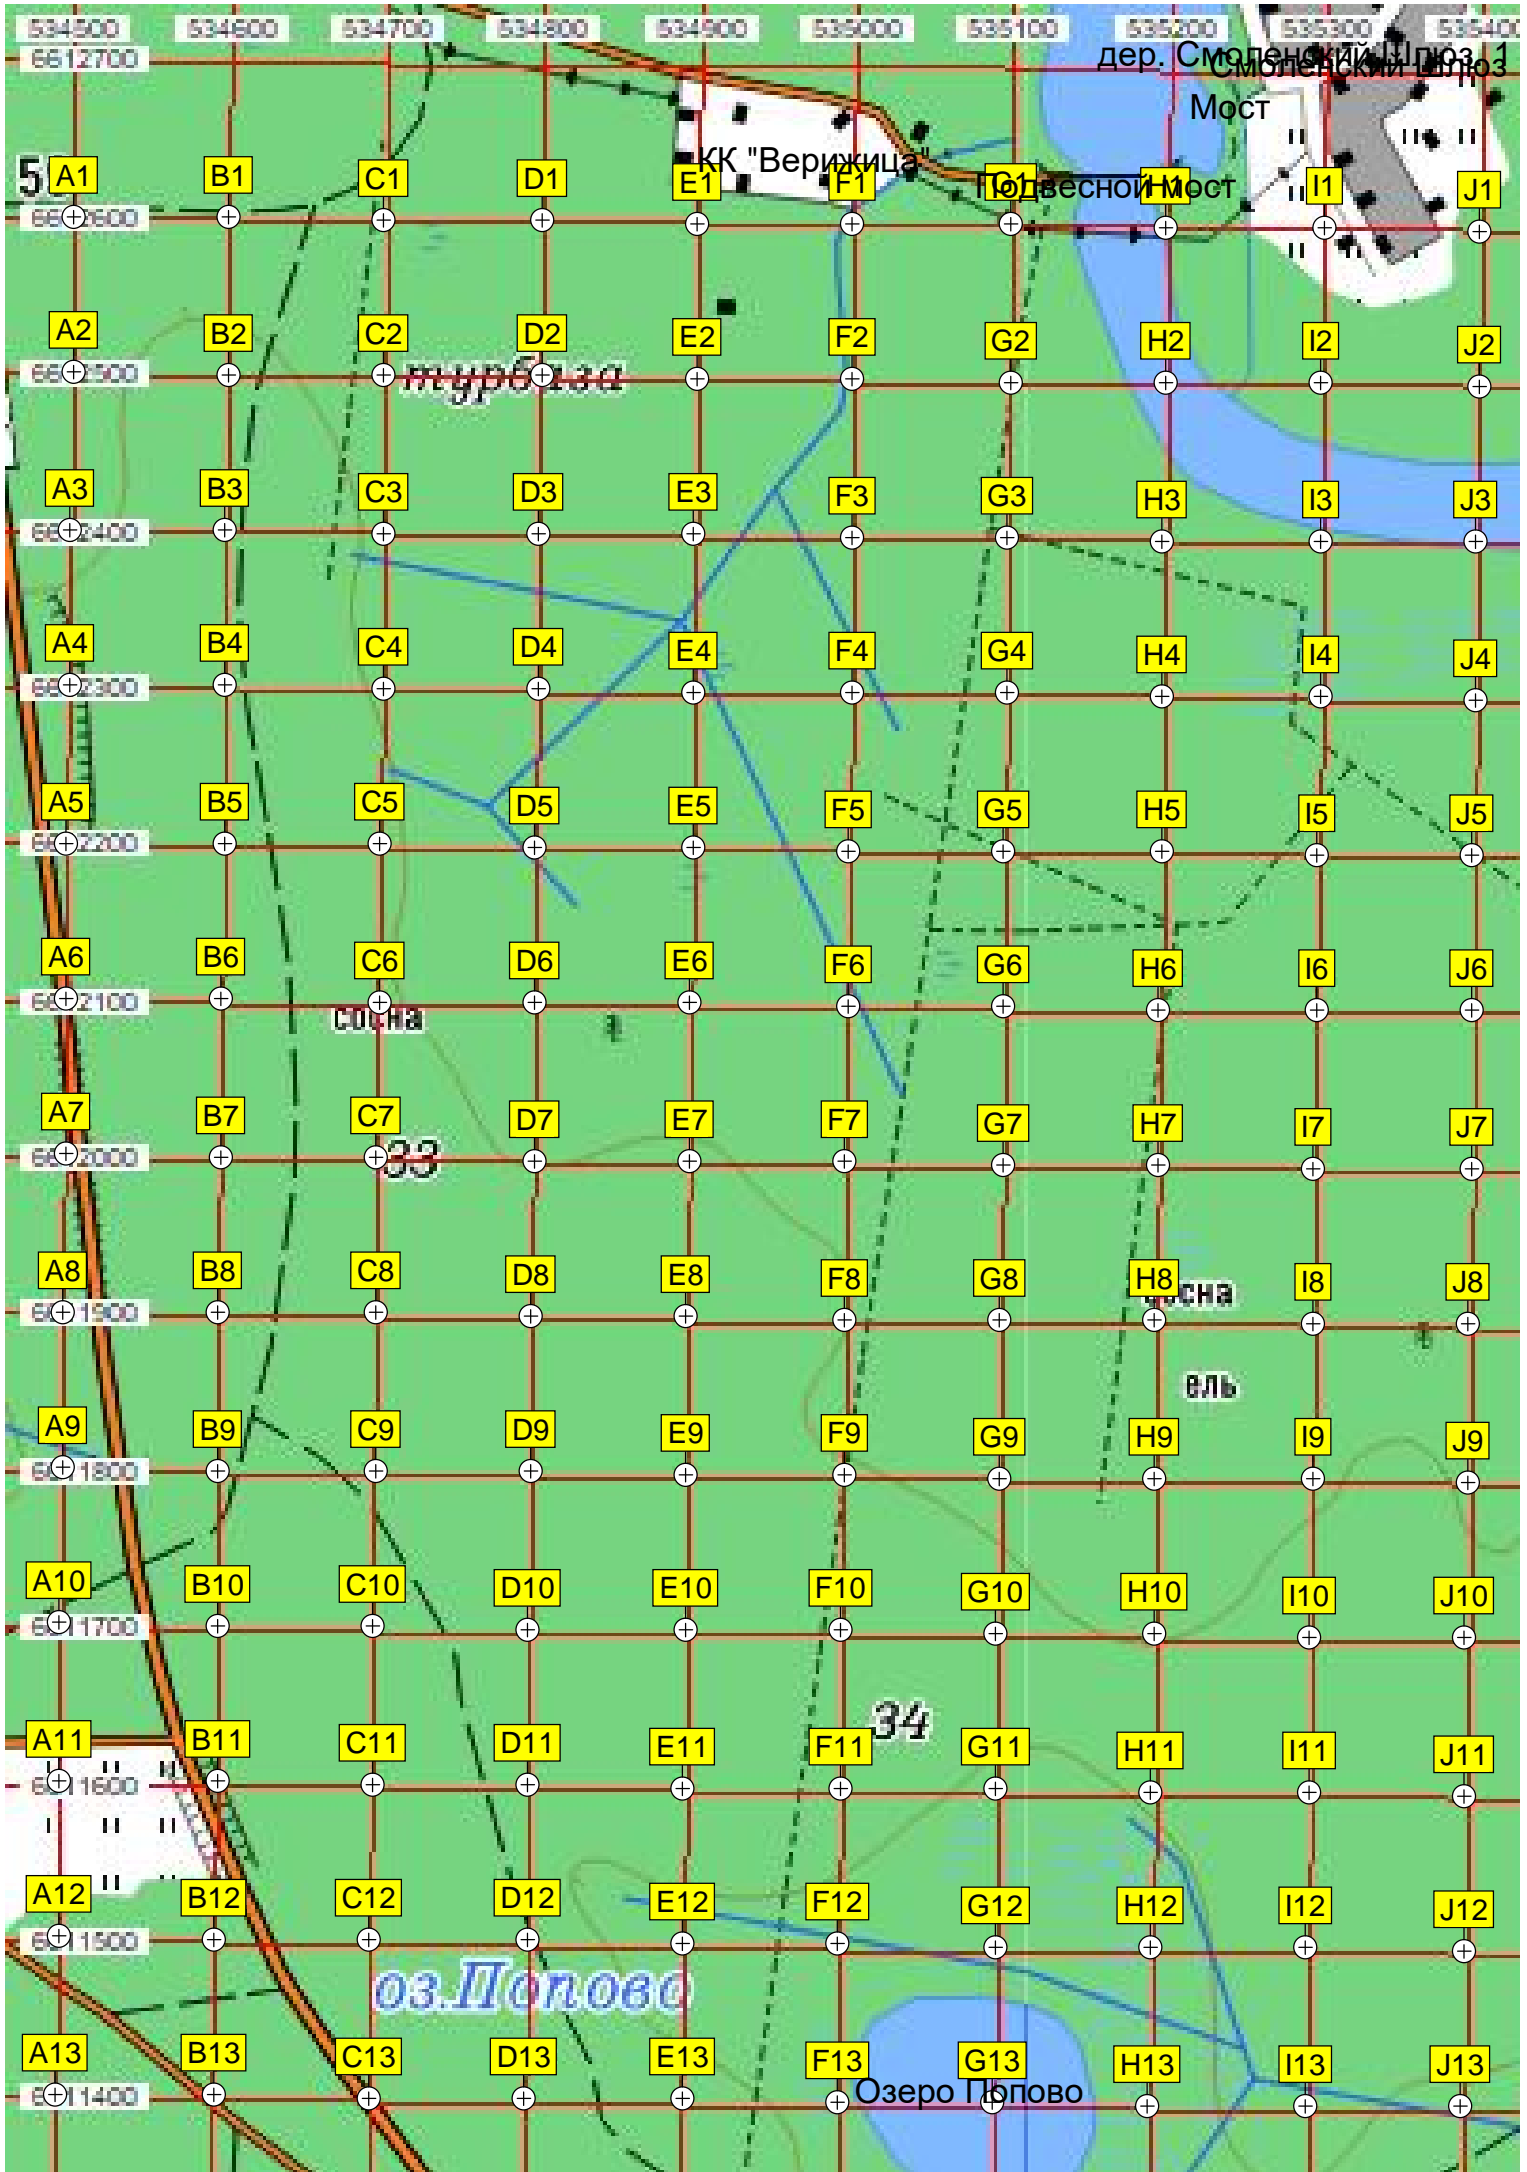 534500 534600 534700 534800 534900 535000 535100 535200 535300 535400
дер. Смоленский Шлюз, 1
6612700
Смоленский Шлюз
Мост
КК "Верижица"
A1 B1 C1 D1 E1 F1 G1 H1 I1 J1
Подвесной мост
A2 B2 C2 D2 E2 F2 G2 H2 I2 J2
турбаза
A3 B3 C3 D3 E3 F3 G3 H3 I3 J3
A4 B4 C4 D4 E4 F4 G4 H4 I4 J4
A5 B5 C5 D5 E5 F5 G5 H5 I5 J5
A6 B6 C6 D6 E6 F6 G6 H6 I6 J6
сосна
A7 B7 C7 D7 E7 F7 G7 H7 I7 J7
33
A8 B8 C8 D8 E8 F8 G8 H8 I8 J8
сосна
ель
A9 B9 C9 D9 E9 F9 G9 H9 I9 J9
A10 B10 C10 D10 E10 F10 G10 H10 I10 J10
34
A11 B11 C11 D11 E11 F11 G11 H11 I11 J11
A12 B12 C12 D12 E12 F12 G12 H12 I12 J12
оз.Попово
A13 B13 C13 D13 E13 F13 G13 H13 I13 J13
Озеро Попово